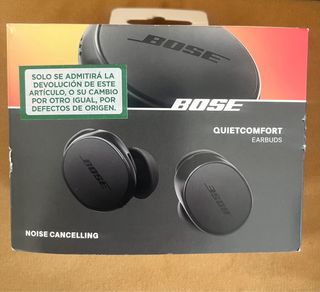 BOSE
SOLO SE ADMITIRÁ LA
DEVOLUCIÓN DE ESTE
ARTÍCULO, O SU CAMBIO
POR OTRO IGUAL, POR
DEFECTOS DE ORIGEN.
BOSE
QUIETCOMFORT
EARBUDS
BOSE
BOSE
NOISE CANCELLING